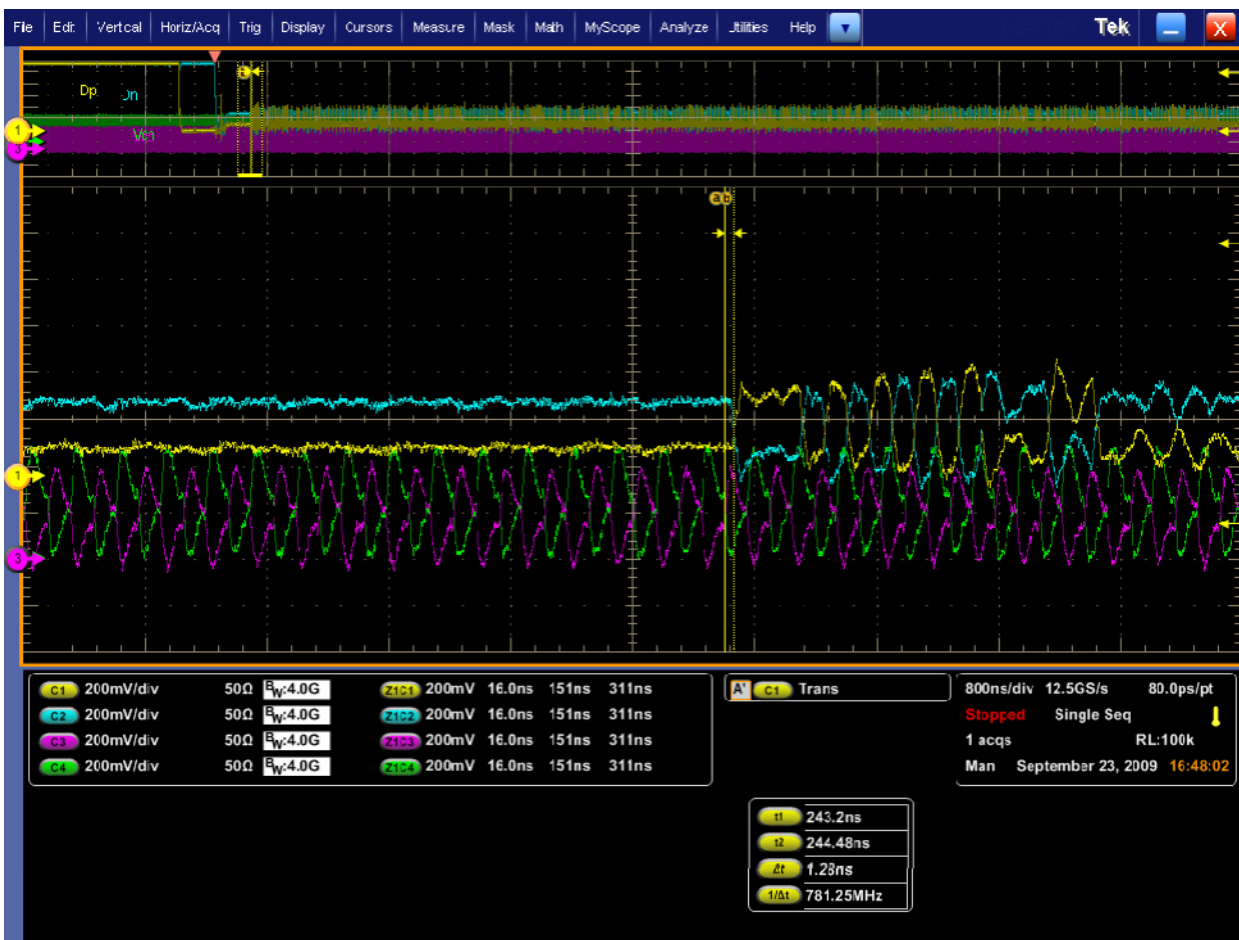 File Edit Vertical Horiz/Acq Trig Display Cursors Measure Mask Math MyScope Analyze Utilities Help Tek X
Dp Dn
1
3
a b
1
3
C1 200mV/div 50Ω BW:4.0G Z1C1 200mV 16.0ns 151ns 311ns
C2 200mV/div 50Ω BW:4.0G Z1C2 200mV 16.0ns 151ns 311ns
C3 200mV/div 50Ω BW:4.0G Z1C3 200mV 16.0ns 151ns 311ns
C4 200mV/div 50Ω BW:4.0G Z1C4 200mV 16.0ns 151ns 311ns
A' C1 Trans
800ns/div 12.5GS/s 80.0ps/pt
Stopped Single Seq
1 acqs RL:100k
Man September 23, 2009 16:48:02
t1 243.2ns
t2 244.48ns
Δt 1.28ns
1/Δt 781.25MHz